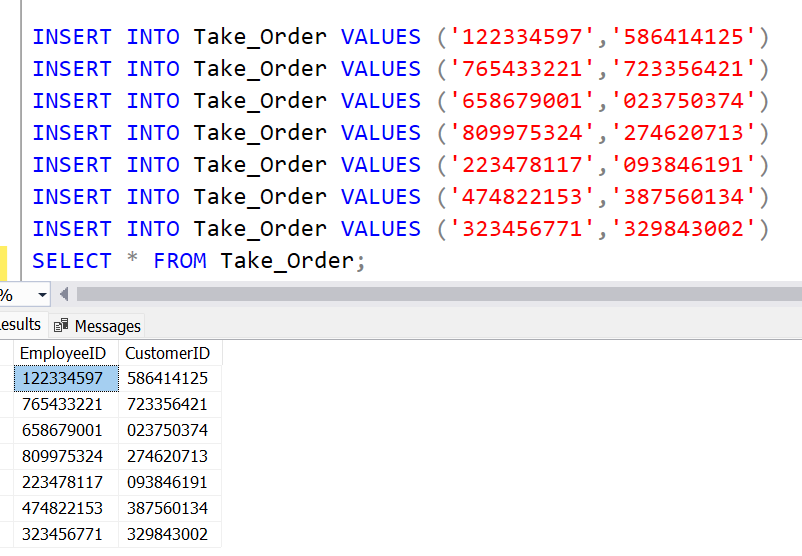 INSERT INTO Take_Order VALUES ('122334597','586414125')
INSERT INTO Take_Order VALUES ('765433221','723356421')
INSERT INTO Take_Order VALUES ('658679001','023750374')
INSERT INTO Take_Order VALUES ('809975324','274620713')
INSERT INTO Take_Order VALUES ('223478117','093846191')
INSERT INTO Take_Order VALUES ('474822153','387560134')
INSERT INTO Take_Order VALUES ('323456771','329843002')
SELECT * FROM Take_Order;
%
esults Messages
EmployeeID CustomerID
122334597 586414125
765433221 723356421
658679001 023750374
809975324 274620713
223478117 093846191
474822153 387560134
323456771 329843002